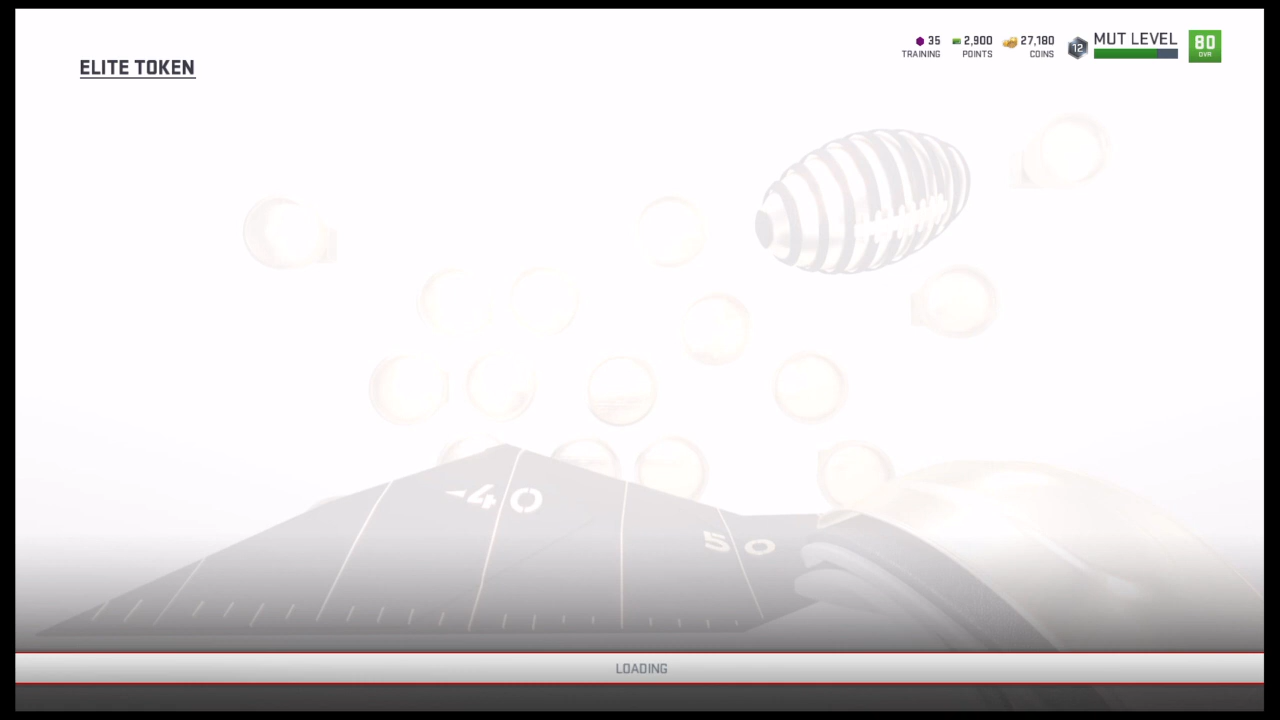 ELITE TOKEN
35
TRAINING
2,900
POINTS
27,180
COINS
12
MUT LEVEL
80
OVR
40
50
LOADING